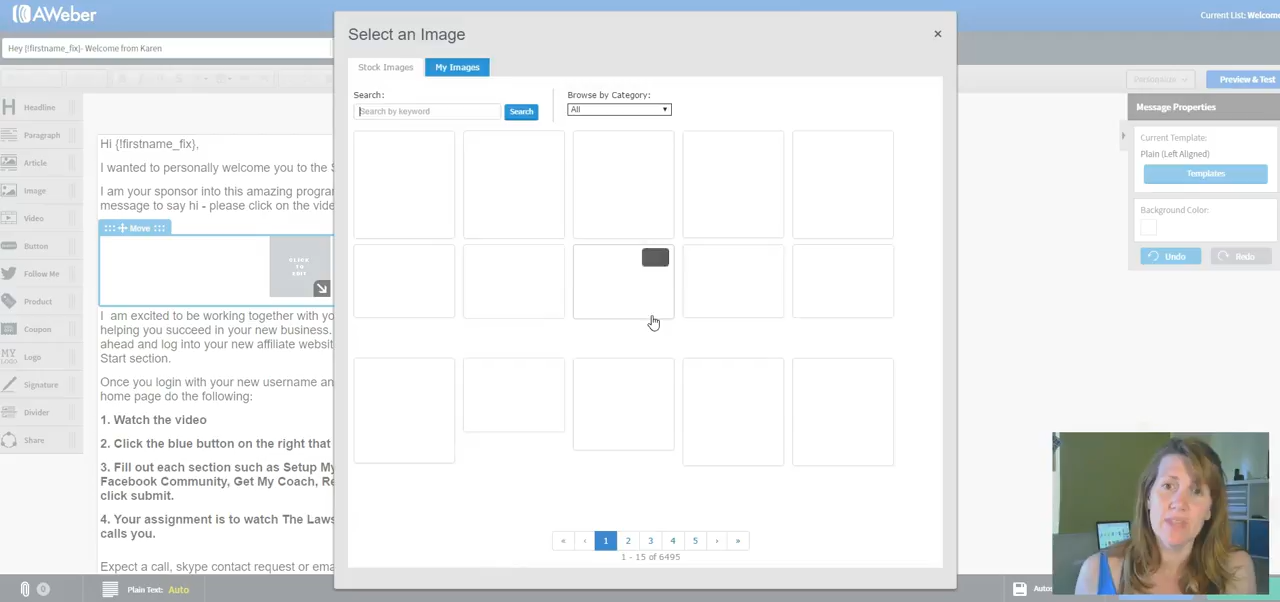 AWeber
Current List: Welcome
Hey {!firstname_fix}- Welcome from Karen
Personalize
Preview & Test
Select an Image
×
Stock Images
My Images
Search:
Browse by Category:
Search by keyword
Search
All
Headline
Paragraph
Article
Image
Video
Button
Follow Me
Product
Coupon
MY LOGO
Logo
Signature
Divider
Share
Hi {!firstname_fix},
I wanted to personally welcome you to the S
I am your sponsor into this amazing progra
message to say hi - please click on the vide
Move
CLICK
TO
EDIT
I am excited to be working together with yo
helping you succeed in your new business.
ahead and log into your new affiliate websit
Start section.
Once you login with your new username an
home page do the following:
1. Watch the video
2. Click the blue button on the right that
3. Fill out each section such as Setup My
Facebook Community, Get My Coach, Re
click submit.
4. Your assignment is to watch The Laws
calls you.
Expect a call, skype contact request or ema
Message Properties
Current Template:
Plain (Left Aligned)
Templates
Background Color:
Undo
Redo
« ‹ 1 2 3 4 5 › »
1 - 15 of 6495
0
Plain Text: Auto